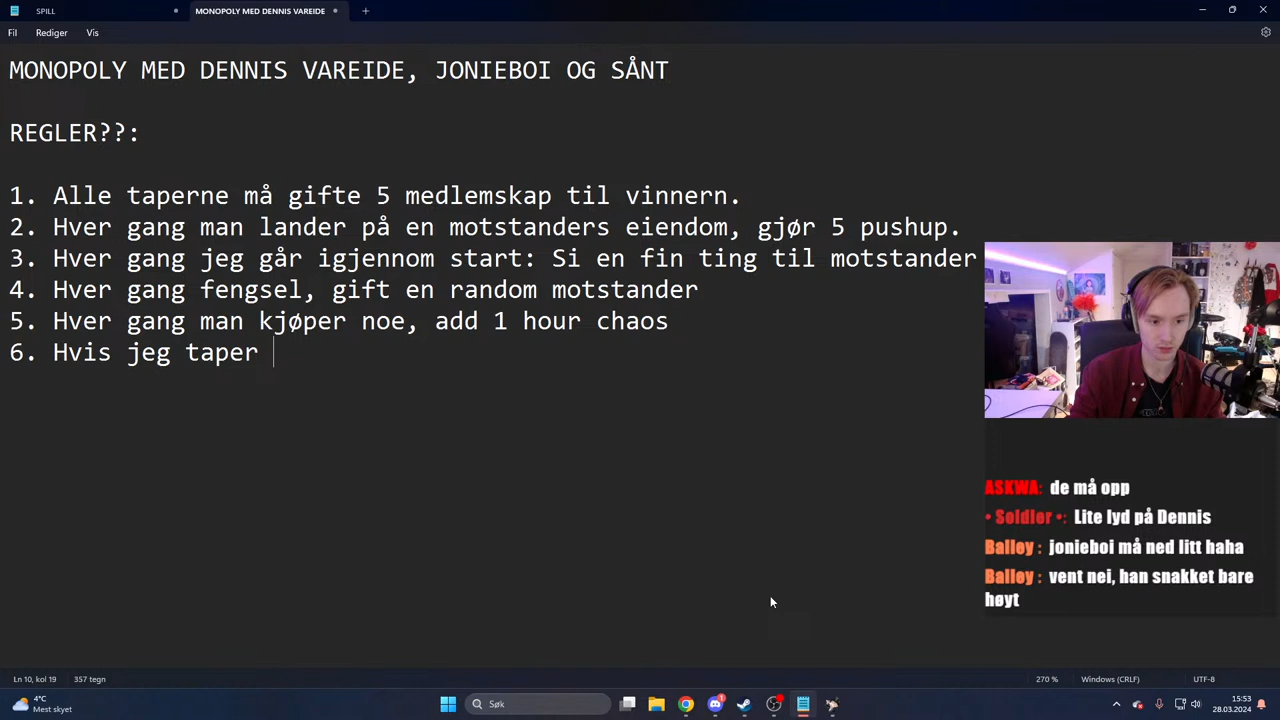 SPILL
MONOPOLY MED DENNIS VAREIDE
Fil Rediger Vis
MONOPOLY MED DENNIS VAREIDE, JONIEBOI OG SÅNT
REGLER??:
1. Alle taperne må gifte 5 medlemskap til vinnern.
2. Hver gang man lander på en motstanders eiendom, gjør 5 pushup.
3. Hver gang jeg går igjennom start: Si en fin ting til motstander
4. Hver gang fengsel, gift en random motstander
5. Hver gang man kjøper noe, add 1 hour chaos
6. Hvis jeg taper
ASKWA: de må opp
• Søldier •: Lite lyd på Dennis
Balløy : jonieboi må ned litt haha
Balløy : vent nei, han snakket bare
høyt
Ln 10, kol 19 357 tegn 270 % Windows (CRLF) UTF-8
4°C
Mest skyet
Søk
1
15:53
28.03.2024